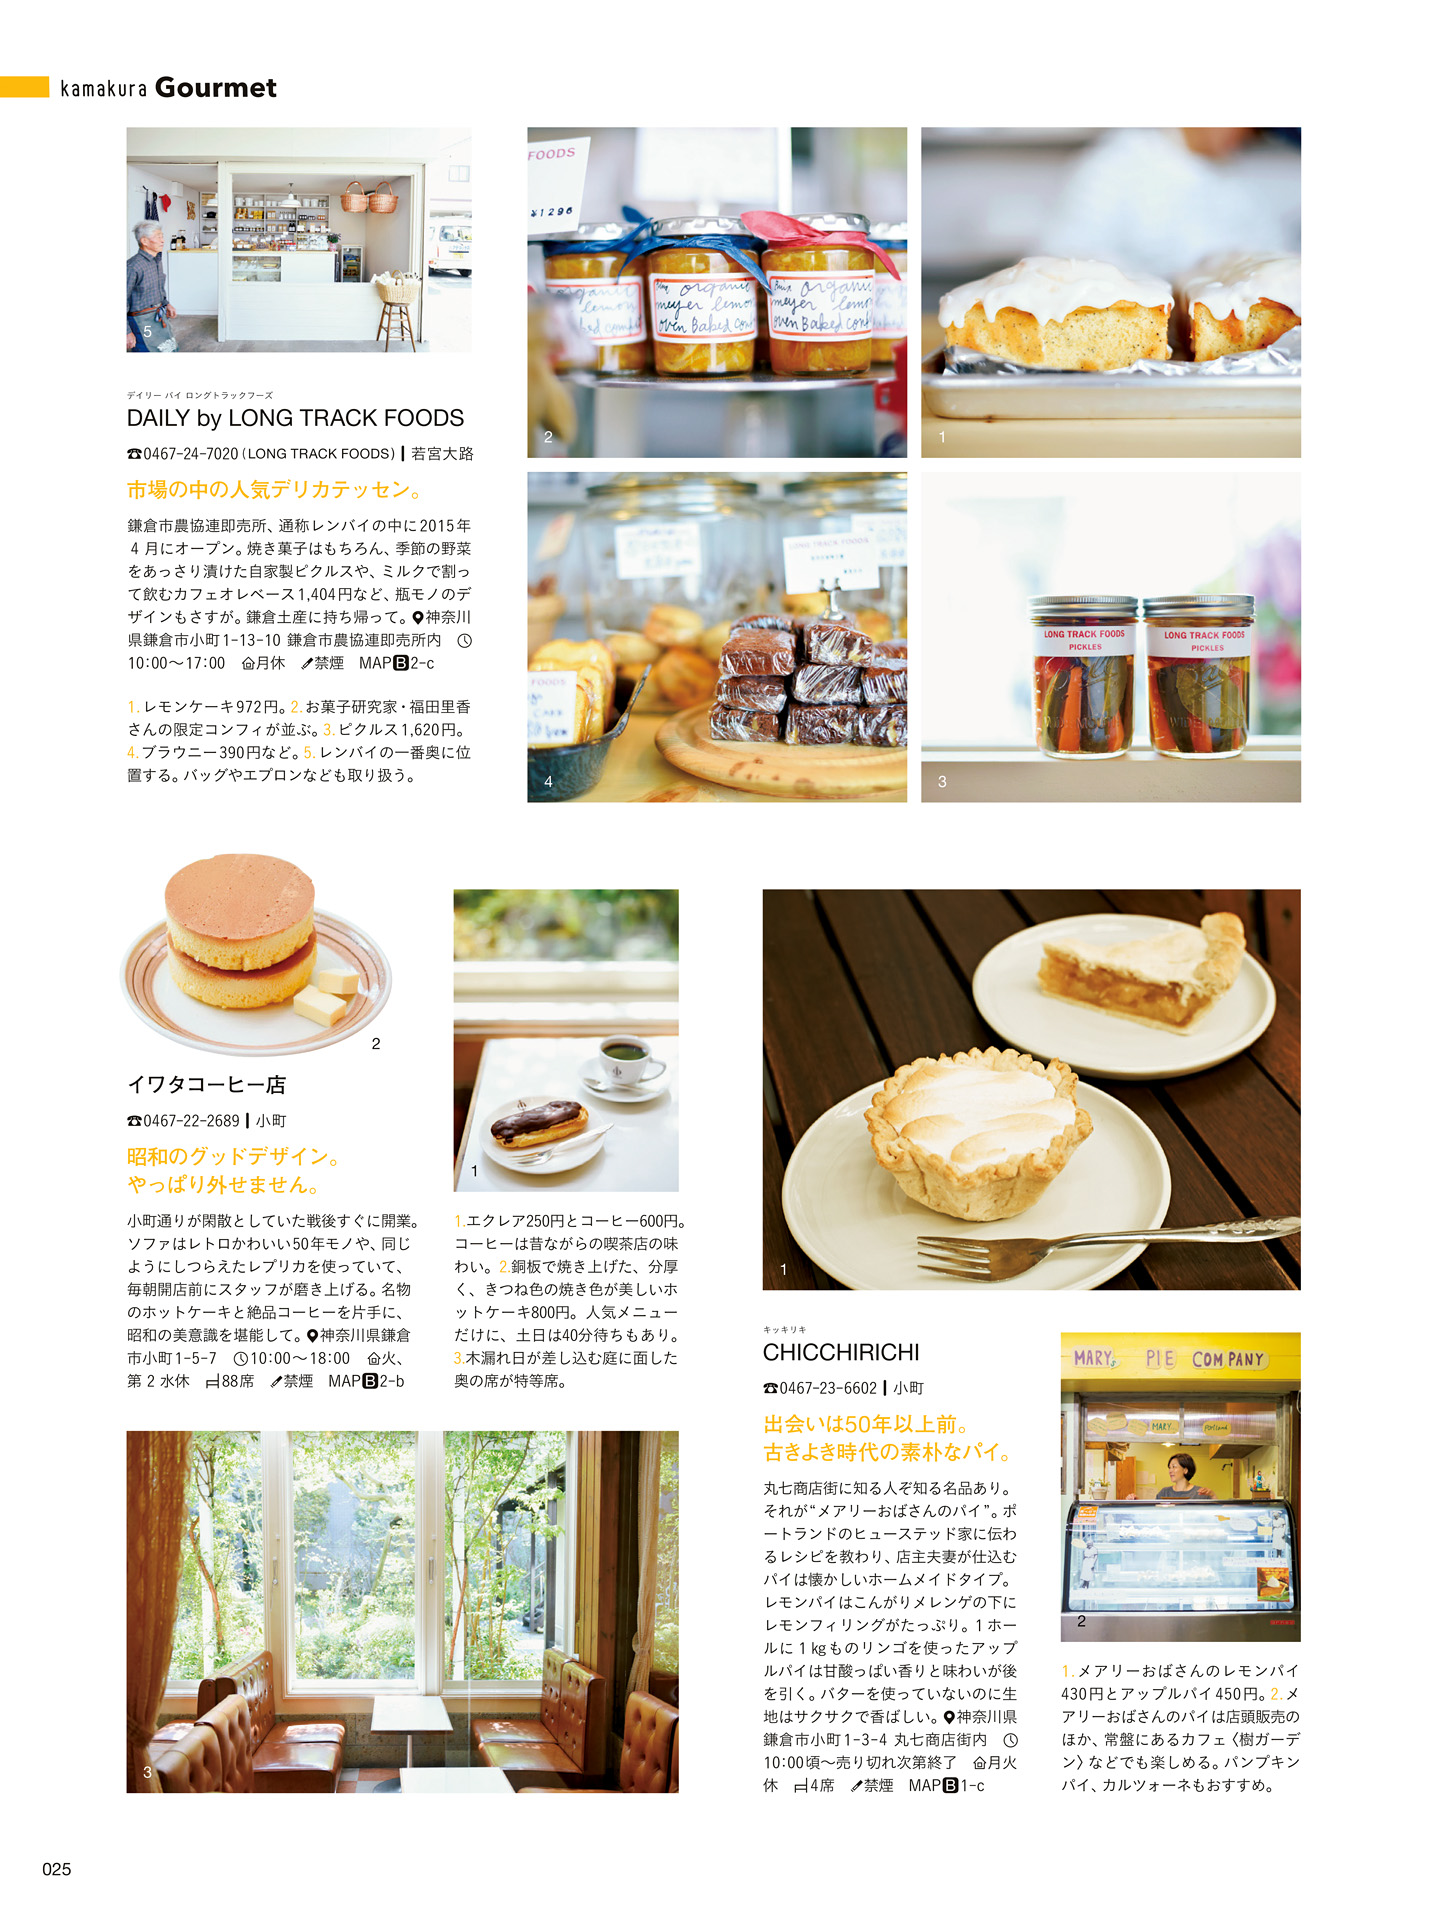 kamakura Gourmet
5
FOODS
¥1296
organic
meyer lemon
oven Baked
organic
meyer lemon
oven Baked
2
1
デイリー バイ ロングトラックフーズ
DAILY by LONG TRACK FOODS
☎0467-24-7020(LONG TRACK FOODS)┃若宮大路
市場の中の人気デリカテッセン。
鎌倉市農協連即売所、通称レンバイの中に2015年
4月にオープン。焼き菓子はもちろん、季節の野菜
をあっさり漬けた自家製ピクルスや、ミルクで割っ
て飲むカフェオレベース1,404円など、瓶モノのデ
ザインもさすが。鎌倉土産に持ち帰って。神奈川
県鎌倉市小町1-13-10 鎌倉市農協連即売所内
10:00〜17:00 月休 禁煙 MAP B 2-c
1.レモンケーキ972円。2.お菓子研究家・福田里香
さんの限定コンフィが並ぶ。3.ピクルス1,620円。
4.ブラウニー390円など。5.レンバイの一番奥に位
置する。バッグやエプロンなども取り扱う。
LONG TRACK FOODS
4
LONG TRACK FOODS
PICKLES
LONG TRACK FOODS
PICKLES
3
2
イワタコーヒー店
☎0467-22-2689┃小町
昭和のグッドデザイン。
やっぱり外せません。
小町通りが閑散としていた戦後すぐに開業。
ソファはレトロかわいい50年モノや、同じ
ようにしつらえたレプリカを使っていて、
毎朝開店前にスタッフが磨き上げる。名物
のホットケーキと絶品コーヒーを片手に、
昭和の美意識を堪能して。神奈川県鎌倉
市小町1-5-7 10:00〜18:00 火、
第2水休 88席 禁煙 MAP B 2-b
1
1.エクレア250円とコーヒー600円。
コーヒーは昔ながらの喫茶店の味
わい。2.銅板で焼き上げた、分厚
く、きつね色の焼き色が美しいホ
ットケーキ800円。人気メニュー
だけに、土日は40分待ちもあり。
3.木漏れ日が差し込む庭に面した
奥の席が特等席。
3
1
キッキリキ
CHICCHIRICHI
☎0467-23-6602┃小町
出会いは50年以上前。
古きよき時代の素朴なパイ。
丸七商店街に知る人ぞ知る名品あり。
それが“メアリーおばさんのパイ”。ポ
ートランドのヒューステッド家に伝わ
るレシピを教わり、店主夫妻が仕込む
パイは懐かしいホームメイドタイプ。
レモンパイはこんがりメレンゲの下に
レモンフィリングがたっぷり。1ホー
ルに1kgものリンゴを使ったアップ
ルパイは甘酸っぱい香りと味わいが後
を引く。バターを使っていないのに生
地はサクサクで香ばしい。神奈川県
鎌倉市小町1-3-4 丸七商店街内
10:00頃〜売り切れ次第終了 月火
休 4席 禁煙 MAP B 1-c
MARY'S PIE COMPANY
MARY
Portland
2
1.メアリーおばさんのレモンパイ
430円とアップルパイ450円。2.メ
アリーおばさんのパイは店頭販売の
ほか、常盤にあるカフェ〈樹ガーデ
ン〉などでも楽しめる。パンプキン
パイ、カルツォーネもおすすめ。
025